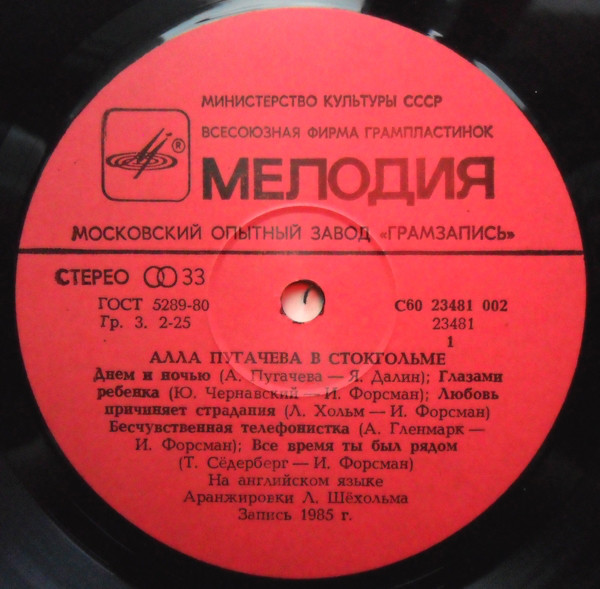 МИНИСТЕРСТВО КУЛЬТУРЫ СССР
ВСЕСОЮЗНАЯ ФИРМА ГРАМПЛАСТИНОК
®
МЕЛОДИЯ
МОСКОВСКИЙ ОПЫТНЫЙ ЗАВОД «ГРАМЗАПИСЬ»
СТЕРЕО 33
ГОСТ 5289-80 С60 23481 002
Гр. 3. 2-25 23481
1
АЛЛА ПУГАЧЕВА В СТОКГОЛЬМЕ
Днем и ночью (А. Пугачева — Я. Далин); Глазами
ребенка (Ю. Чернавский — И. Форсман); Любовь
причиняет страдания (Л. Хольм — И. Форсман)
Бесчувственная телефонистка (А. Гленмарк —
И. Форсман); Все время ты был рядом
(Т. Сёдерберг — И. Форсман)
На английском языке
Аранжировки Л. Шёхольма
Запись 1985 г.